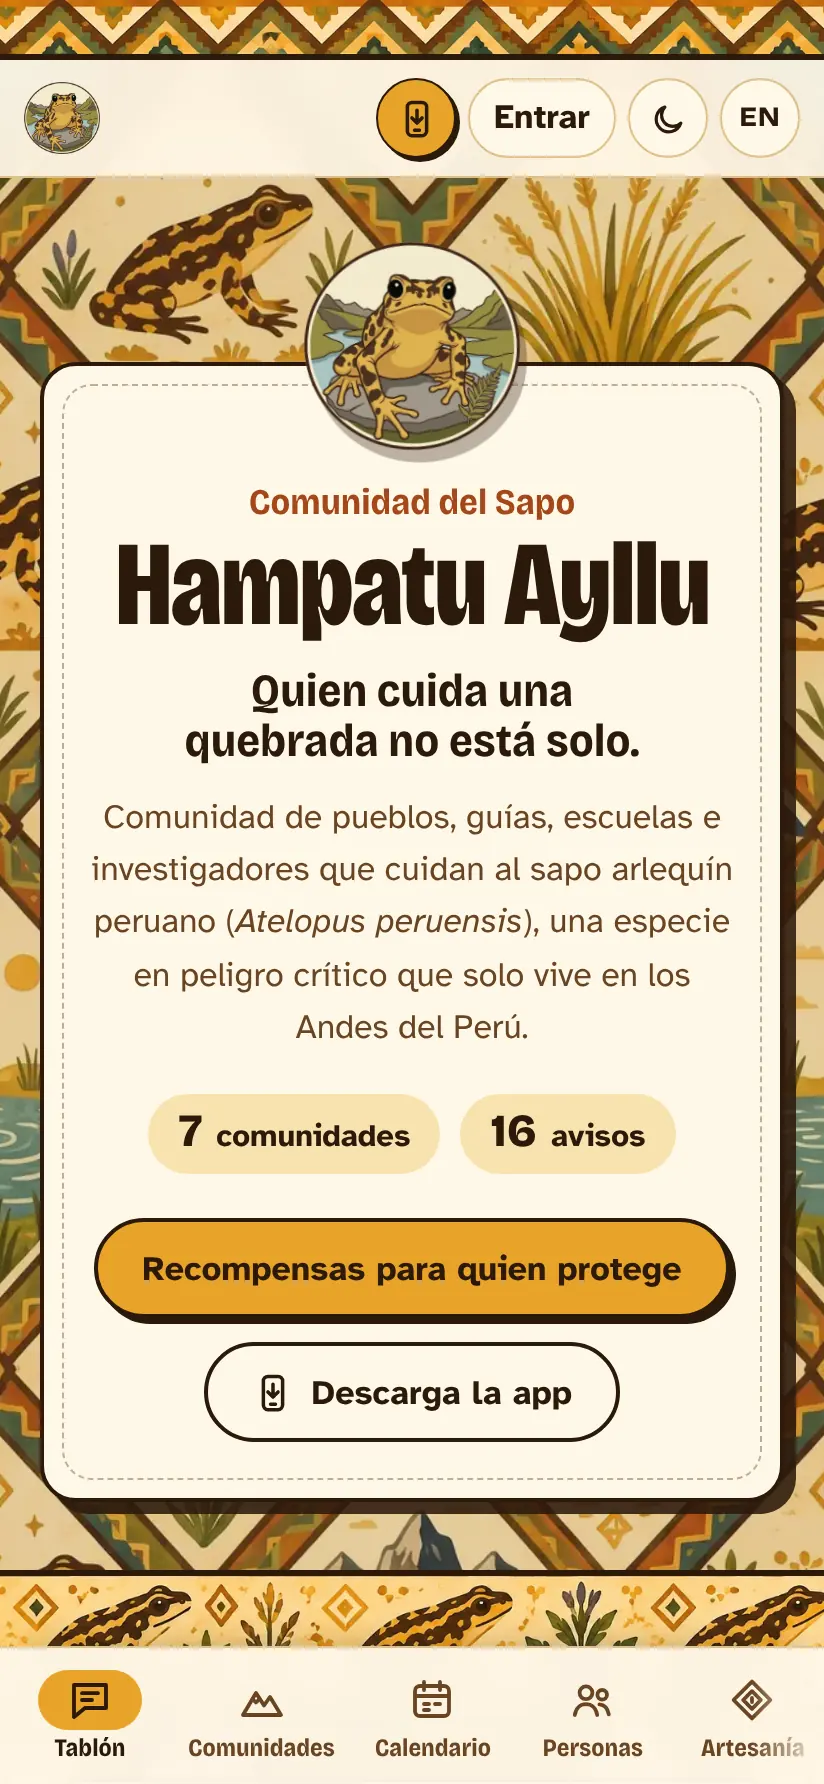 Entrar
EN
Comunidad del Sapo
Hampatu Ayllu
Quien cuida una
quebrada no está solo.
Comunidad de pueblos, guías, escuelas e
investigadores que cuidan al sapo arlequín
peruano (Atelopus peruensis), una especie
en peligro crítico que solo vive en los
Andes del Perú.
7 comunidades
16 avisos
Recompensas para quien protege
Descarga la app
Tablón
Comunidades
Calendario
Personas
Artesanía